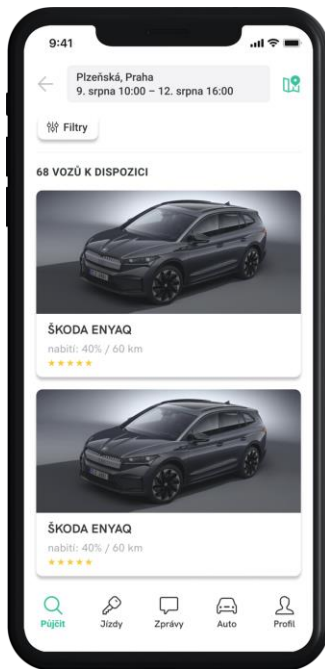 9:41
Plzeňská, Praha
9. srpna 10:00 – 12. srpna 16:00
Filtry
68 VOZŮ K DISPOZICI
ŠKODA ENYAQ
nabití: 40% / 60 km
ŠKODA ENYAQ
nabití: 40% / 60 km
Půjčit Jízdy Zprávy Auto Profil